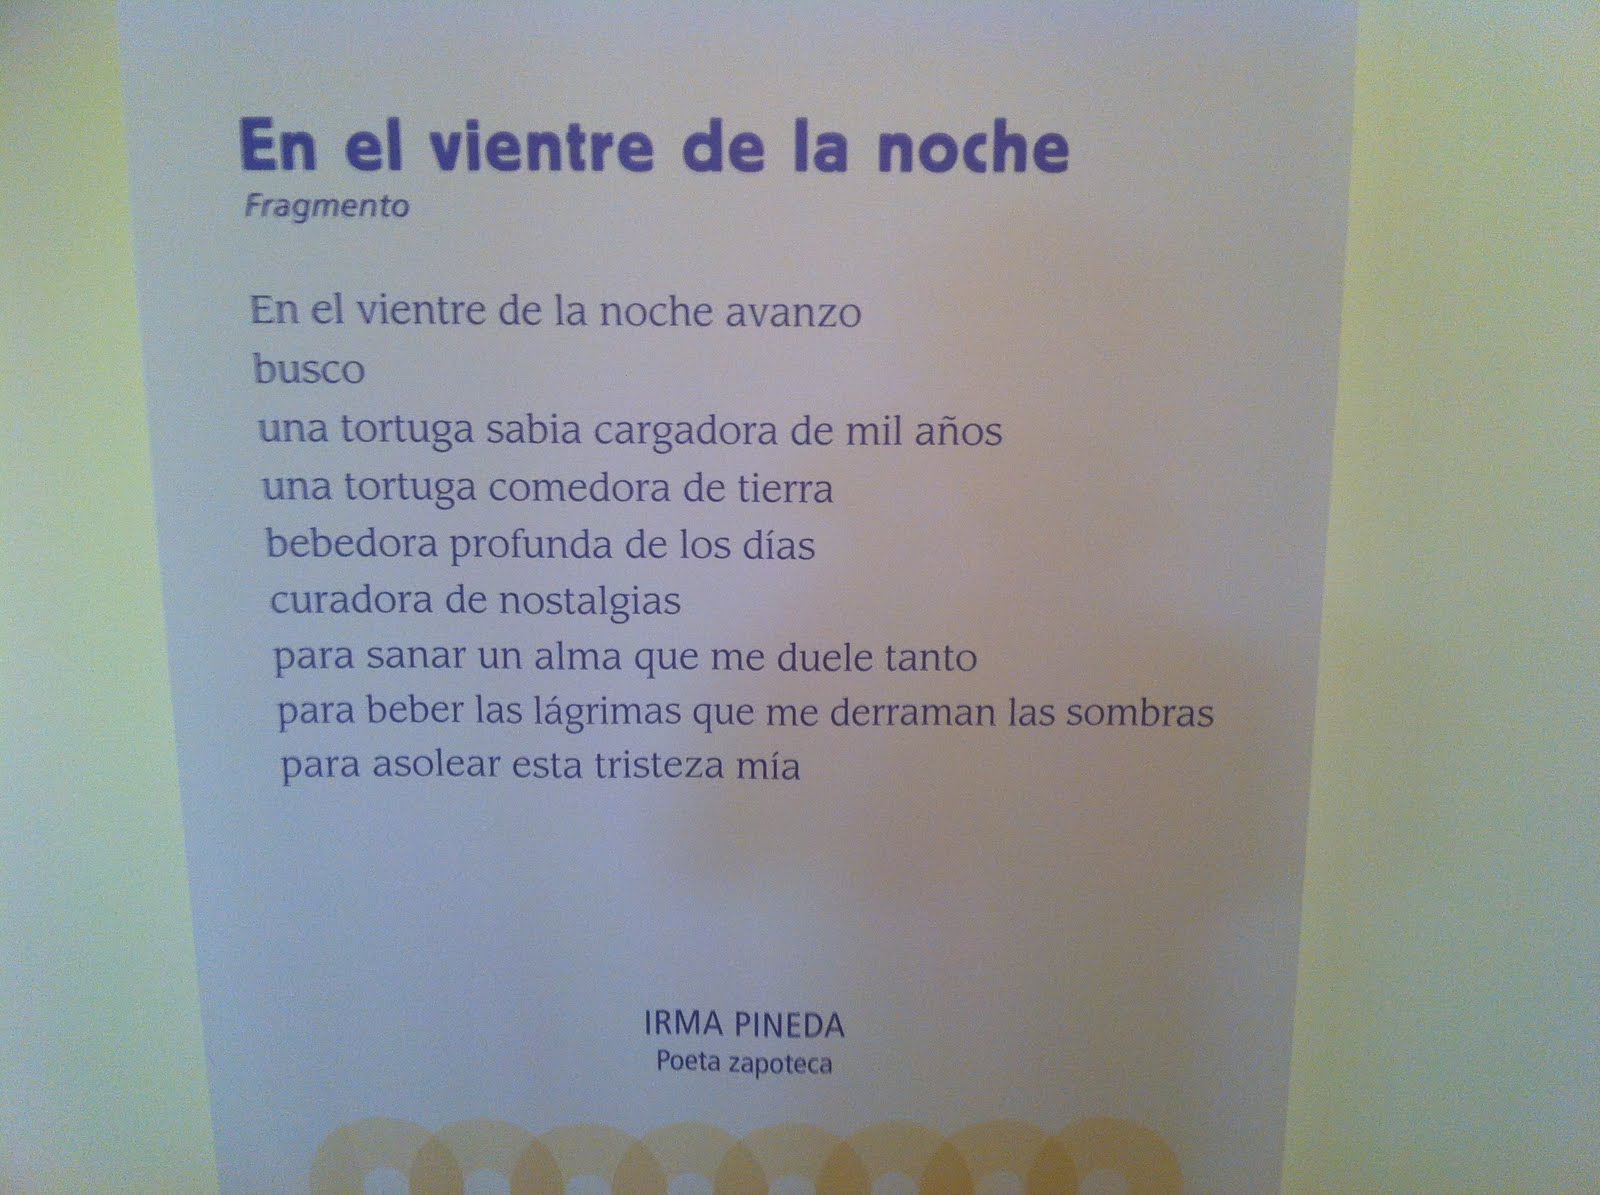 En el vientre de la noche
Fragmento
En el vientre de la noche avanzo
busco
una tortuga sabia cargadora de mil años
una tortuga comedora de tierra
bebedora profunda de los días
curadora de nostalgias
para sanar un alma que me duele tanto
para beber las lágrimas que me derraman las sombras
para asolear esta tristeza mía
IRMA PINEDA
Poeta zapoteca